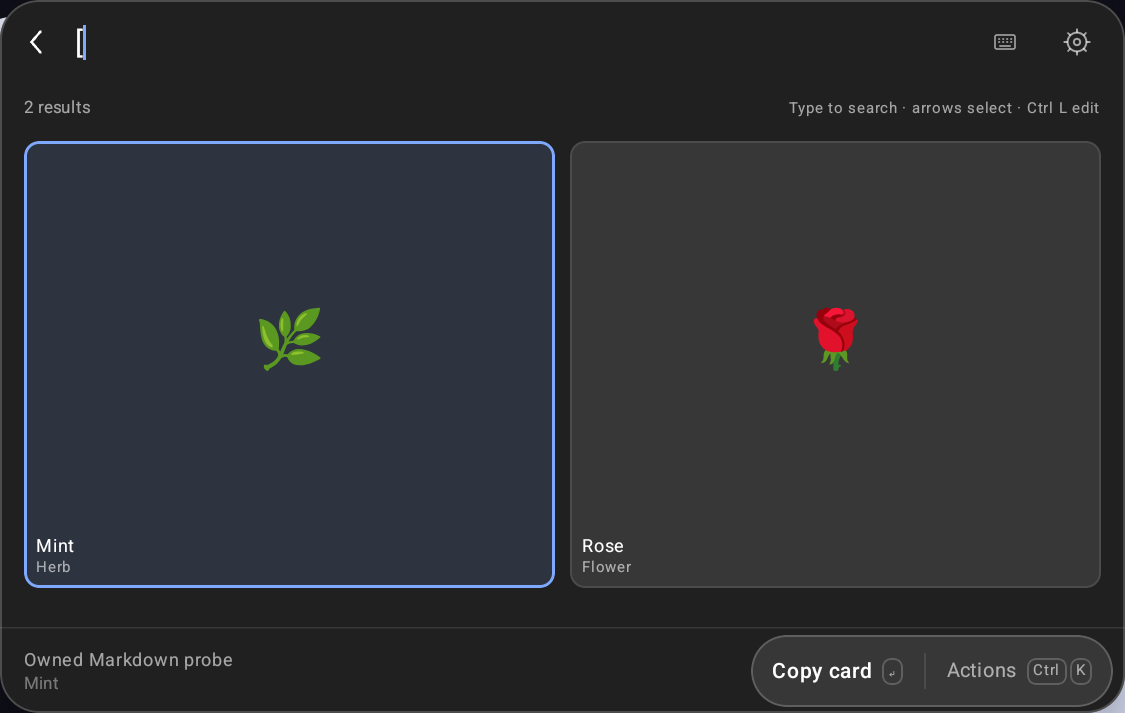 [
2 results
Type to search · arrows select · Ctrl L edit
Mint
Herb
Rose
Flower
Owned Markdown probe
Mint
Copy card ↲
Actions Ctrl K